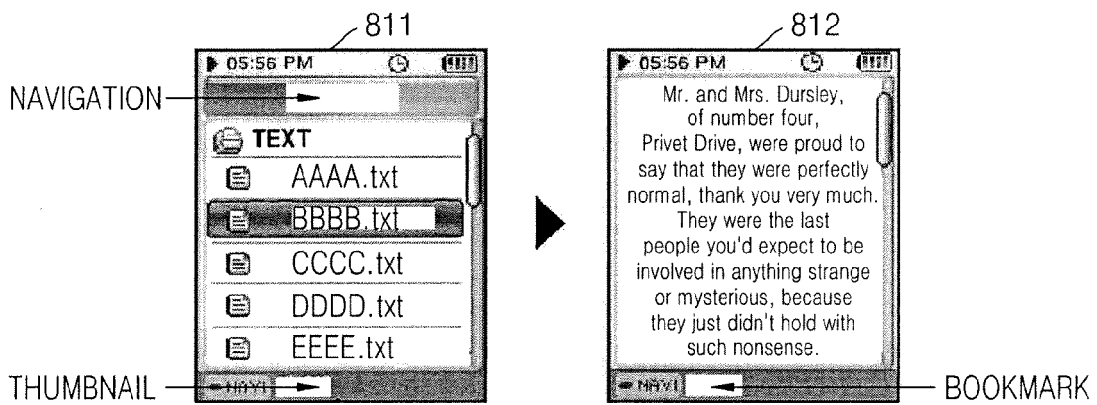 811
05:56 PM
NAVIGATION
TEXT
AAAA.txt
BBBB.txt
CCCC.txt
DDDD.txt
EEEE.txt
NAVI
THUMBNAIL
812
05:56 PM
Mr. and Mrs. Dursley,
of number four,
Privet Drive, were proud to
say that they were perfectly
normal, thank you very much.
They were the last
people you'd expect to be
involved in anything strange
or mysterious, because
they just didn't hold with
such nonsense.
NAVI
BOOKMARK